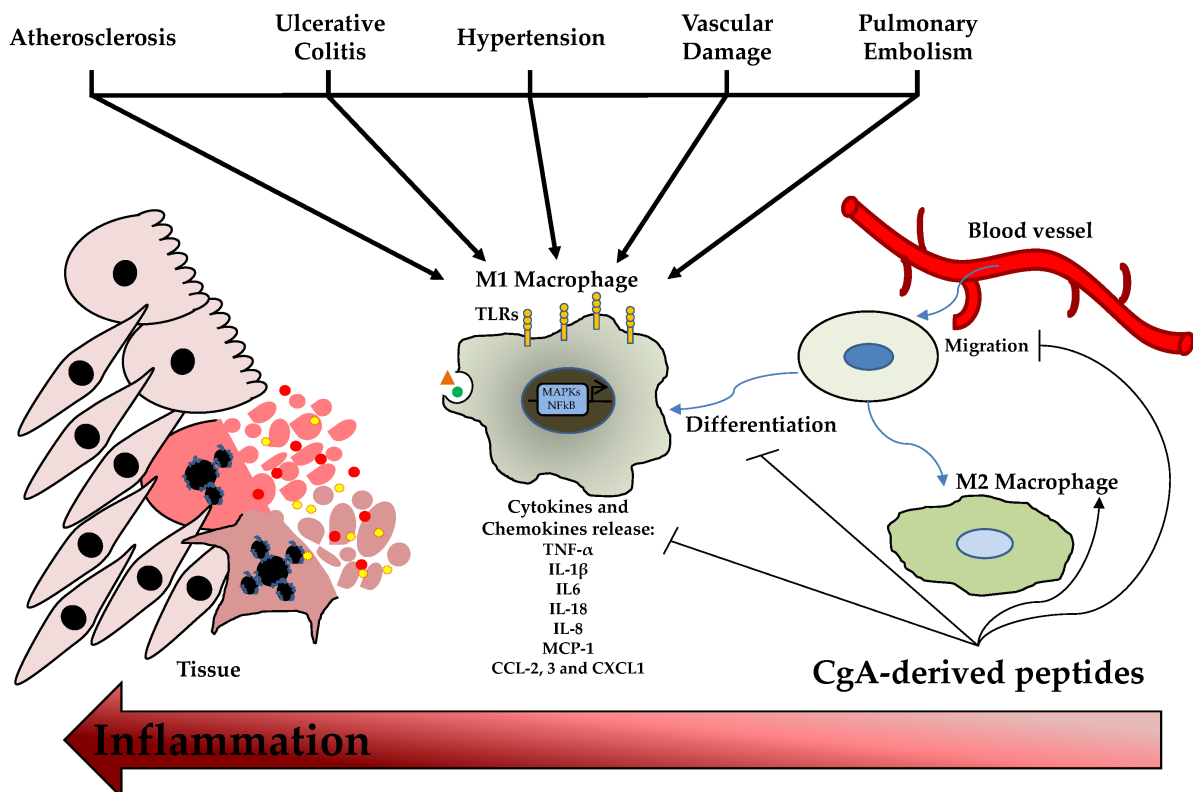 Atherosclerosis
Ulcerative
Colitis
Hypertension
Vascular
Damage
Pulmonary
Embolism
Blood vessel
M1 Macrophage
TLRs
Migration
MAPKs
NFkB
Differentiation
M2 Macrophage
Cytokines and
Chemokines release:
TNF-α
IL-1β
IL6
IL-18
IL-8
MCP-1
CCL-2, 3 and CXCL1
Tissue
CgA-derived peptides
Inflammation